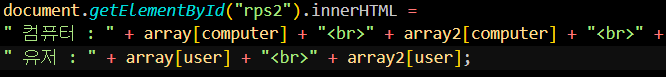 document.getElementById("rps2").innerHTML =
" 컴퓨터 : " + array[computer] + "<br>" + array2[computer] + "<br>" +
" 유저 : " + array[user] + "<br>" + array2[user];